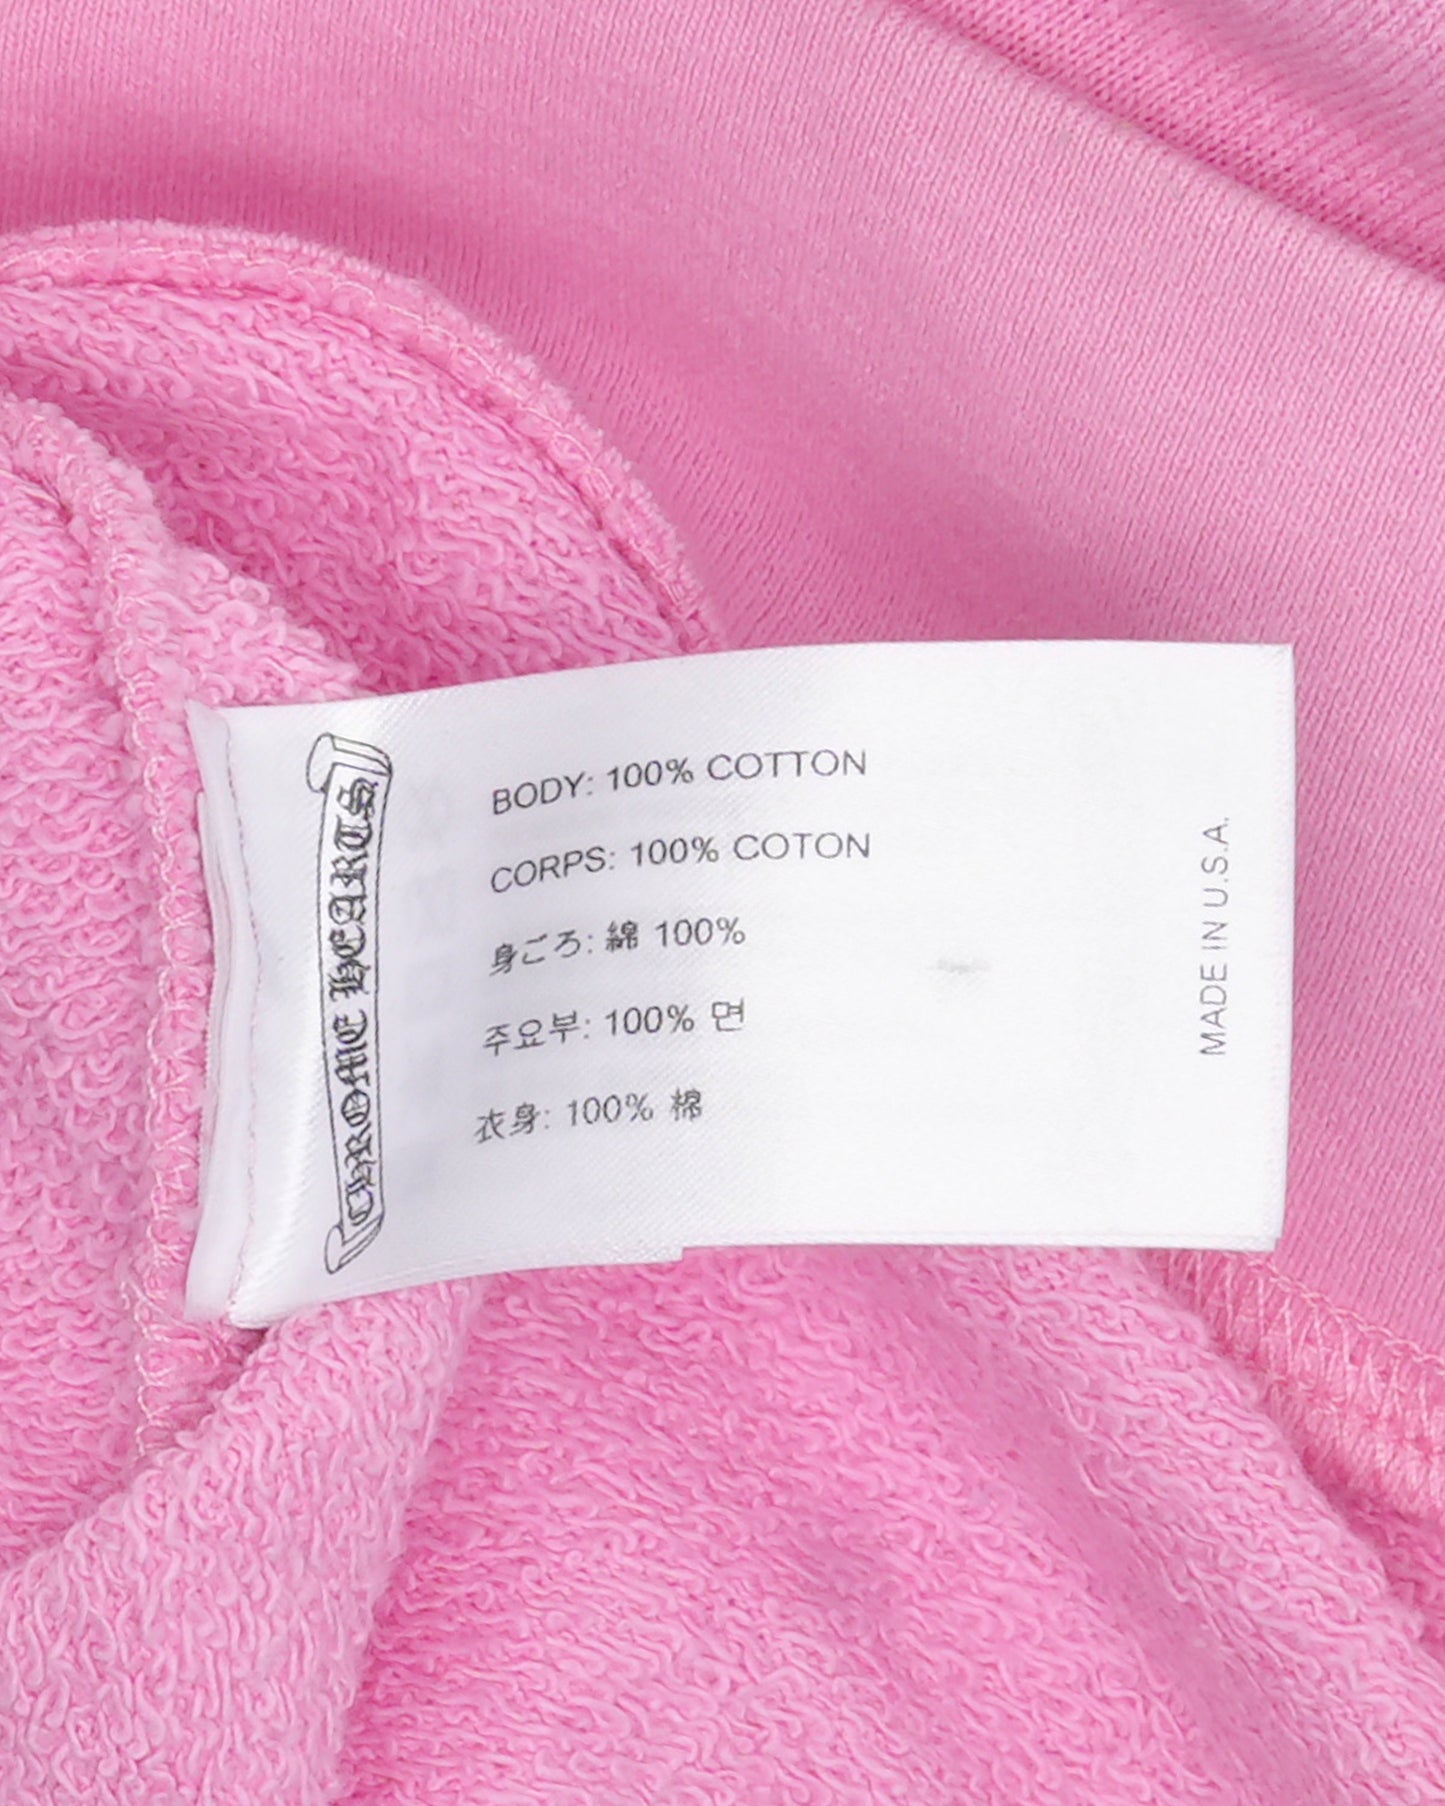 CHROME HEARTS
BODY: 100% COTTON
CORPS: 100% COTON
身ごろ: 綿 100%
주요부: 100% 면
衣身: 100% 棉
MADE IN U.S.A.